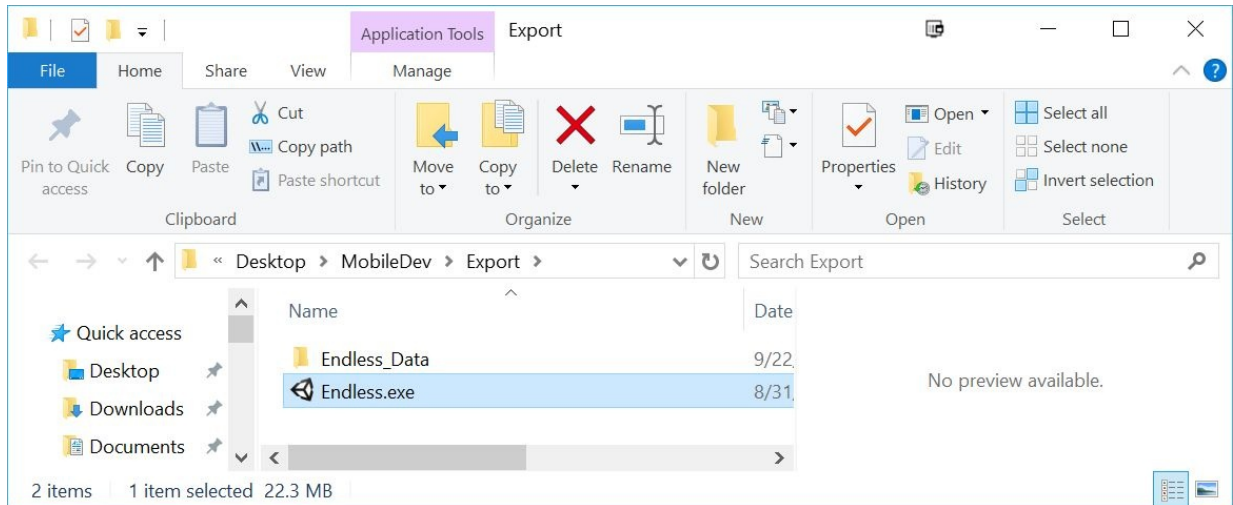 Application Tools Export
File Home Share View Manage
Pin to Quick access
Copy
Paste
Cut
W... Copy path
Paste shortcut
Move to
Copy to
Delete
Rename
New folder
Properties
Open
Edit
History
Select all
Select none
Invert selection
Clipboard Organize New Open Select
« Desktop > MobileDev > Export > Search Export
Quick access
Desktop
Downloads
Documents
Name Date
Endless_Data 9/22
Endless.exe 8/31
No preview available.
2 items 1 item selected 22.3 MB